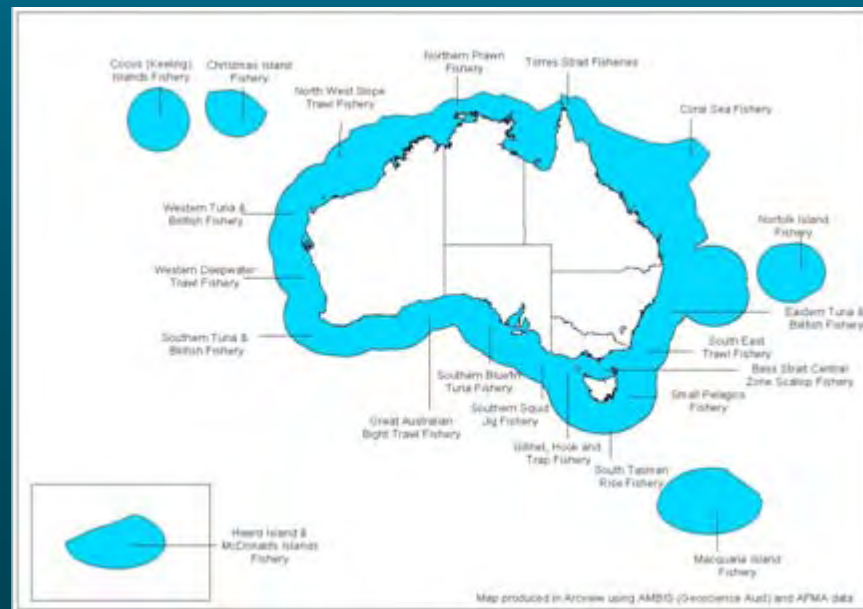 Cocos (Keeling)
Islands Fishery
Christmas Island
Fishery
Northern Prawn
Fishery
Torres Strait Fisheries
North West Slope
Trawl Fishery
Coral Sea Fishery
Western Tuna &
Billfish Fishery
Norfolk Island
Fishery
Western Deepwater
Trawl Fishery
Eastern Tuna &
Billfish Fishery
Southern Tuna &
Billfish Fishery
South East
Trawl Fishery
Bass Strait Central
Zone Scallop Fishery
Southern Bluefin
Tuna Fishery
Small Pelagics
Fishery
Southern Squid
Jig Fishery
Great Australian
Bight Trawl Fishery
Gillnet, Hook and
Trap Fishery
South Tasman
Rise Fishery
Heard Island &
McDonalds Islands
Fishery
Macquarie Island
Fishery
Map produced in Arcview using AMBIS (Geoscience Aust) and AFMA data